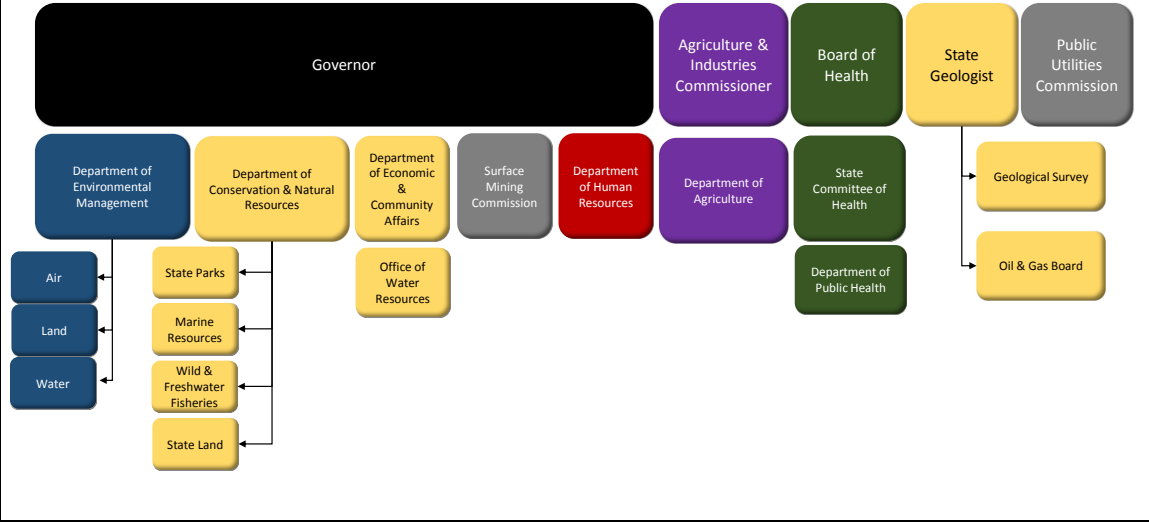 Governor
Agriculture &
Industries
Commissioner
Board of
Health
State
Geologist
Public
Utilities
Commission
Department of
Environmental
Management
Department of
Conservation & Natural
Resources
Department
of Economic
&
Community
Affairs
Surface
Mining
Commission
Department
of Human
Resources
Department of
Agriculture
State
Committee of
Health
Geological Survey
Air
Land
Water
State Parks
Marine
Resources
Wild &
Freshwater
Fisheries
State Land
Office of
Water
Resources
Department of
Public Health
Oil & Gas Board